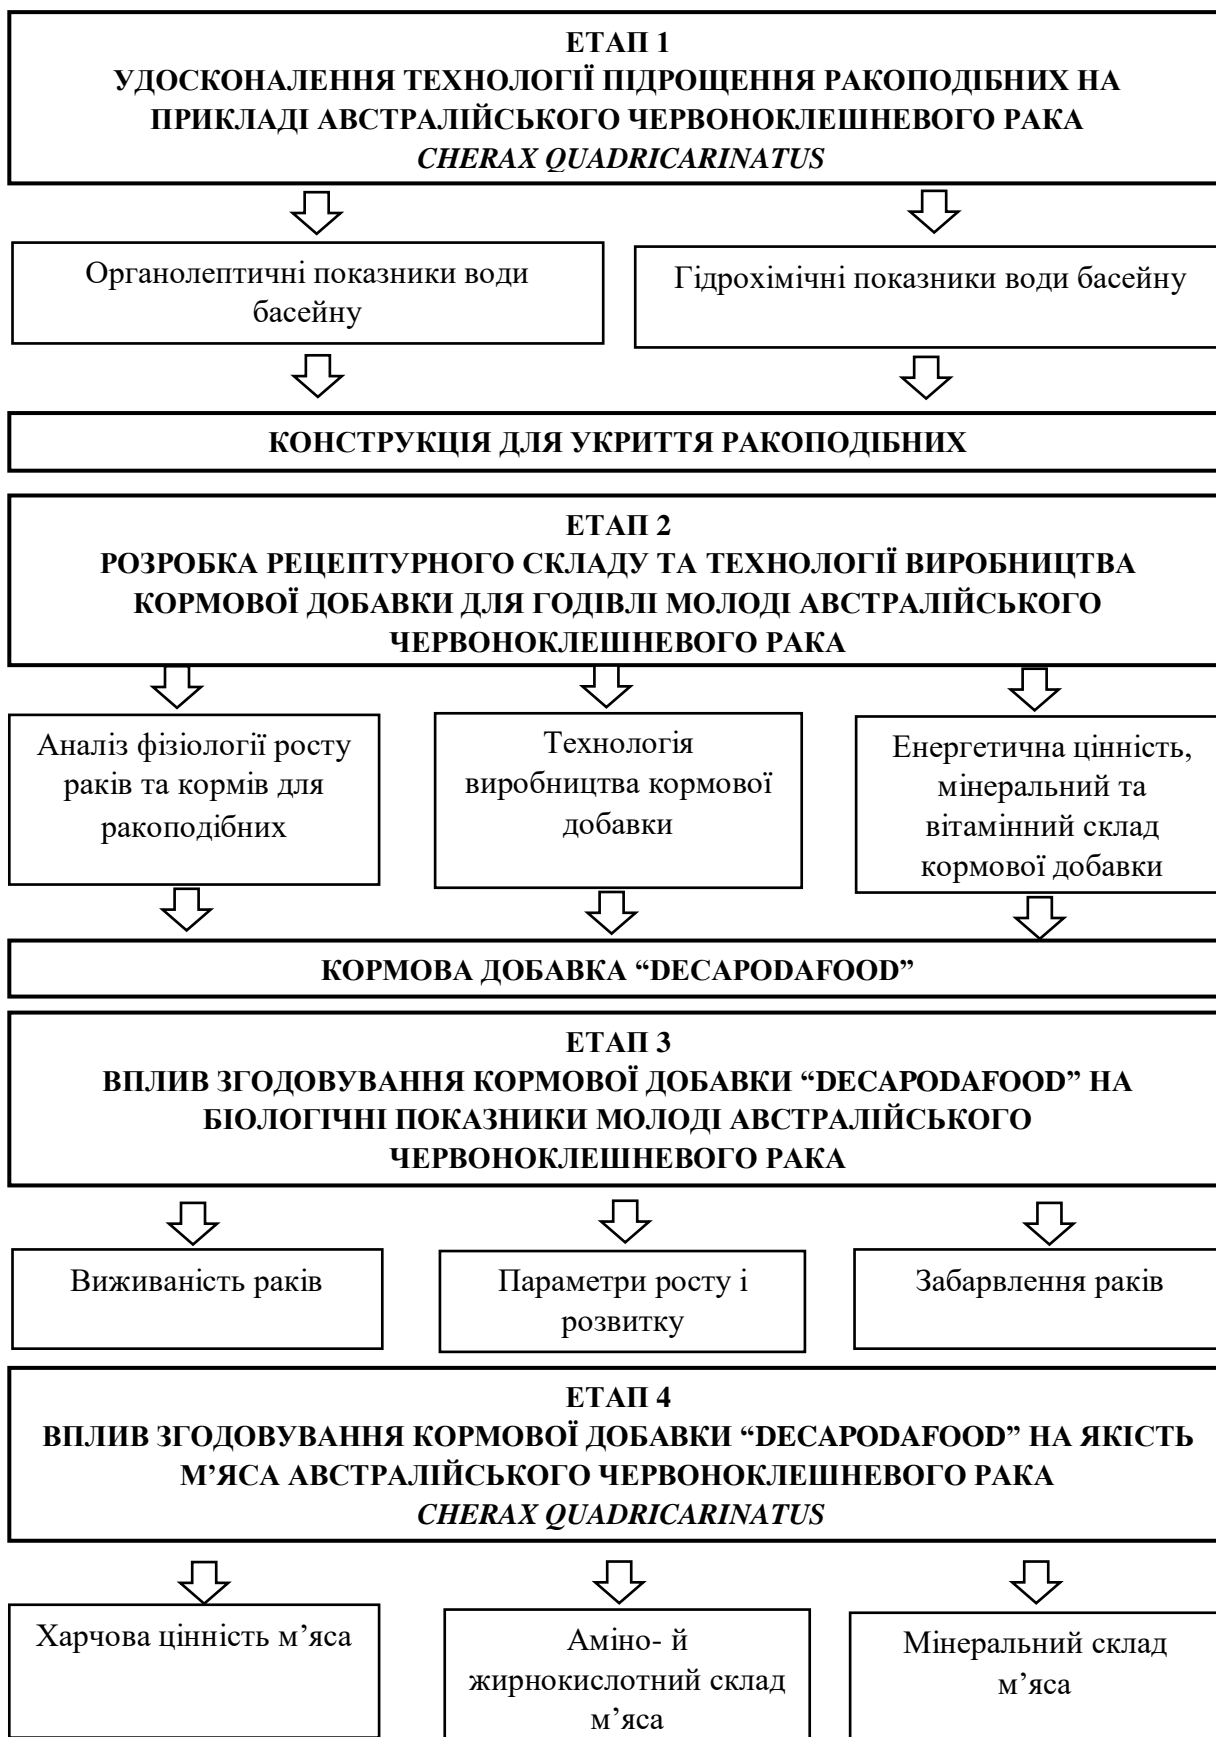 ЕТАП 1
УДОСКОНАЛЕННЯ ТЕХНОЛОГІЇ ПІДРОЩЕННЯ РАКОПОДІБНИХ НА
ПРИКЛАДІ АВСТРАЛІЙСЬКОГО ЧЕРВОНОКЛЕШНЕВОГО РАКА
CHERAX QUADRICARINATUS
Органолептичні показники води
басейну
Гідрохімічні показники води басейну
КОНСТРУКЦІЯ ДЛЯ УКРИТТЯ РАКОПОДІБНИХ
ЕТАП 2
РОЗРОБКА РЕЦЕПТУРНОГО СКЛАДУ ТА ТЕХНОЛОГІЇ ВИРОБНИЦТВА
КОРМОВОЇ ДОБАВКИ ДЛЯ ГОДІВЛІ МОЛОДІ АВСТРАЛІЙСЬКОГО
ЧЕРВОНОКЛЕШНЕВОГО РАКА
Аналіз фізіології росту
раків та кормів для
ракоподібних
Технологія
виробництва кормової
добавки
Енергетична цінність,
мінеральний та
вітамінний склад
кормової добавки
КОРМОВА ДОБАВКА “DECAPODAFOOD”
ЕТАП 3
ВПЛИВ ЗГОДОВУВАННЯ КОРМОВОЇ ДОБАВКИ “DECAPODAFOOD” НА
БІОЛОГІЧНІ ПОКАЗНИКИ МОЛОДІ АВСТРАЛІЙСЬКОГО
ЧЕРВОНОКЛЕШНЕВОГО РАКА
Виживаність раків
Параметри росту і
розвитку
Забарвлення раків
ЕТАП 4
ВПЛИВ ЗГОДОВУВАННЯ КОРМОВОЇ ДОБАВКИ “DECAPODAFOOD” НА ЯКІСТЬ
М’ЯСА АВСТРАЛІЙСЬКОГО ЧЕРВОНОКЛЕШНЕВОГО РАКА
CHERAX QUADRICARINATUS
Харчова цінність м’яса
Аміно- й
жирнокислотний склад
м’яса
Мінеральний склад
м’яса